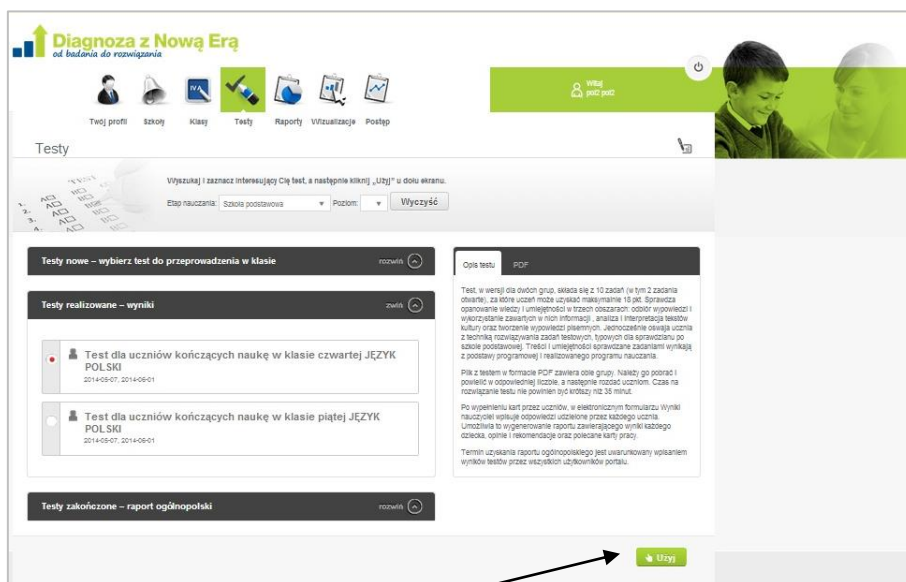 Diagnoza z Nową Erą
od badania do rozwiązania
Witaj
pol2 pol2
Twój profil Szkoły Klasy Testy Raporty Wizualizacje Postęp
Testy
Wyszukaj i zaznacz interesujący Cię test, a następnie kliknij „Użyj” u dołu ekranu.
Etap nauczania: Szkoła podstawowa Poziom: Wyczyść
Testy nowe – wybierz test do przeprowadzenia w klasie rozwiń
Testy realizowane – wyniki zwiń
Test dla uczniów kończących naukę w klasie czwartej JĘZYK
POLSKI
2014-05-07, 2014-06-01
Test dla uczniów kończących naukę w klasie piątej JĘZYK
POLSKI
2014-05-07, 2014-06-01
Testy zakończone – raport ogólnopolski rozwiń
Opis testu PDF
Test, w wersji dla dwóch grup, składa się z 10 zadań (w tym 2 zadania
otwarte), za które uczeń może uzyskać maksymalnie 18 pkt. Sprawdza
opanowanie wiedzy i umiejętności w trzech obszarach: odbiór wypowiedzi i
wykorzystanie zawartych w nich informacji , analiza i interpretacja tekstów
kultury oraz tworzenie wypowiedzi pisemnych. Jednocześnie oswaja ucznia
z techniką rozwiązywania zadań testowych, typowych dla sprawdzianu po
szkole podstawowej. Treści i umiejętności sprawdzane zadaniami wynikają
z podstawy programowej i realizowanego programu nauczania.
Plik z testem w formacie PDF zawiera obie grupy. Należy go pobrać i
powielić w odpowiedniej liczbie, a następnie rozdać uczniom. Czas na
rozwiązanie testu nie powinien być krótszy niż 35 minut.
Po wypełnieniu kart przez uczniów, w elektronicznym formularzu Wyniki
nauczyciel wpisuje odpowiedzi udzielone przez każdego ucznia.
Umożliwia to wygenerowanie raportu zawierającego wyniki każdego
dziecka, opinie i rekomendacje oraz polecane karty pracy.
Termin uzyskania raportu ogólnopolskiego jest uwarunkowany wpisaniem
wyników testów przez wszystkich użytkowników portalu.
Użyj